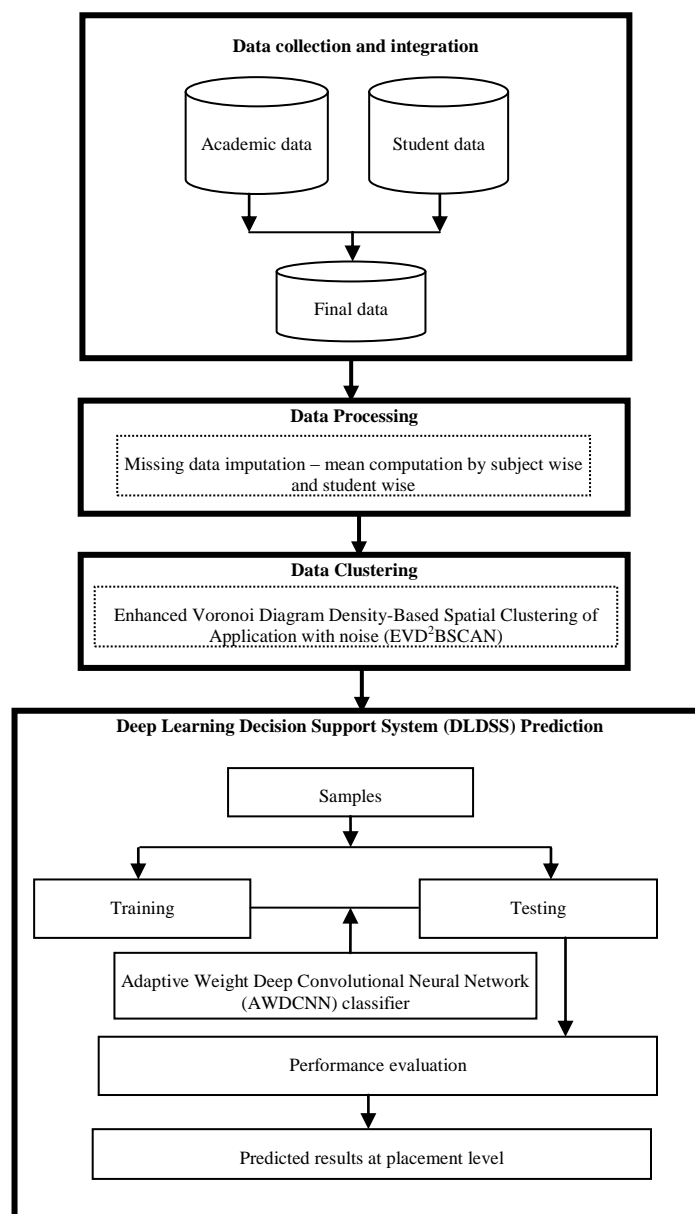 Data collection and integration
Academic data
Student data
Final data
Data Processing
Missing data imputation – mean computation by subject wise
and student wise
Data Clustering
Enhanced Voronoi Diagram Density-Based Spatial Clustering of
Application with noise (EVD²BSCAN)
Deep Learning Decision Support System (DLDSS) Prediction
Samples
Training
Testing
Adaptive Weight Deep Convolutional Neural Network
(AWDCNN) classifier
Performance evaluation
Predicted results at placement level